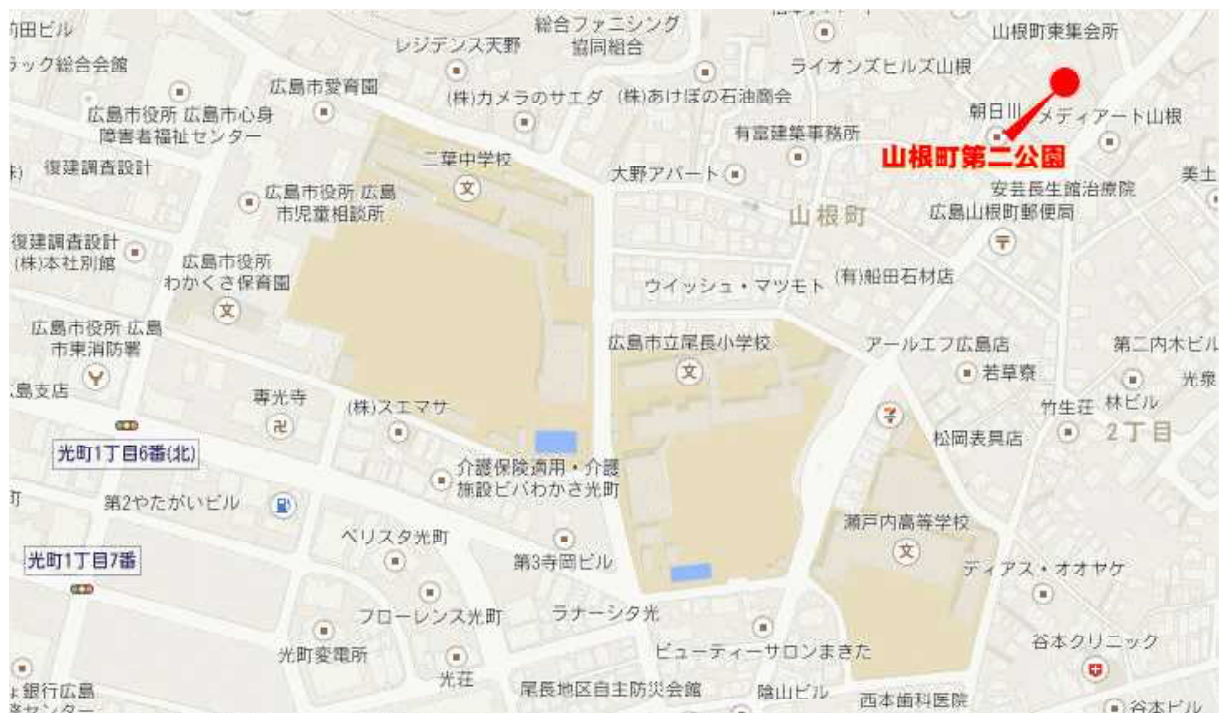 前田ビル
ラック総合会館
広島市役所 広島市心身
障害者福祉センター
復建調査設計
広島市愛育園
レジデンス天野
総合ファニシング
協同組合
(株)カメラのサエダ
(株)あけぼの石油商会
ライオンズヒルズ山根
山根町東集会所
朝日川
メディアート山根
山根町第二公園
有富建築事務所
大野アパート
二葉中学校
文
広島市役所 広島
市児童相談所
復建調査設計
(株)本社別館
広島市役所
わかくさ保育園
文
山根町
安芸長生館治療院
広島山根町郵便局
〒
美土
ウイッシュ・マツモト
(有)船田石材店
広島市役所 広島
市東消防署
広島市立尾長小学校
文
アールエフ広島店
第二内木ビル
若草寮
光泉
島支店
専光寺
卍
(株)スエマサ
7
竹生荘
林ビル
2丁目
松岡表具店
光町1丁目6番(北)
介護保険適用・介護
施設ビバわかさ光町
第2やたがいビル
町
瀬戸内高等学校
文
ベリスタ光町
第3寺岡ビル
光町1丁目7番
ディアス・オオヤケ
フローレンス光町
ラナーシタ光
谷本クリニック
光町変電所
光荘
ビューティーサロンまきた
銀行広島
尾長地区自主防災会館
陰山ビル
西本歯科医院
谷本ビル